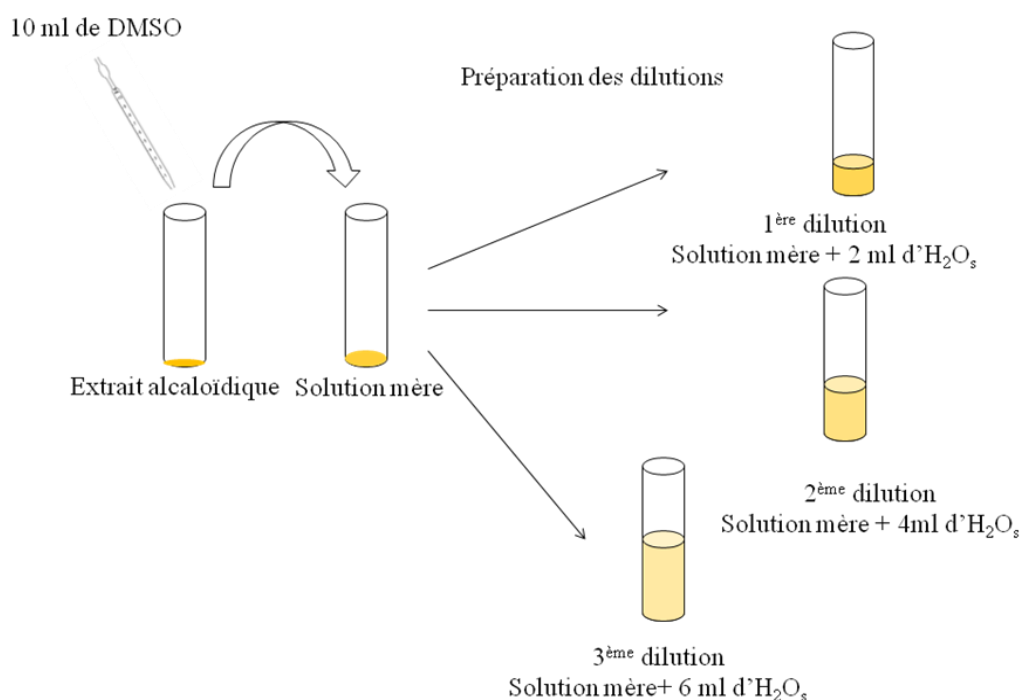 10 ml de DMSO
Préparation des dilutions
Extrait alcaloïdique
Solution mère
1ère dilution
Solution mère + 2 ml d’H₂Oₛ
2ème dilution
Solution mère + 4ml d’H₂Oₛ
3ème dilution
Solution mère+ 6 ml d’H₂Oₛ